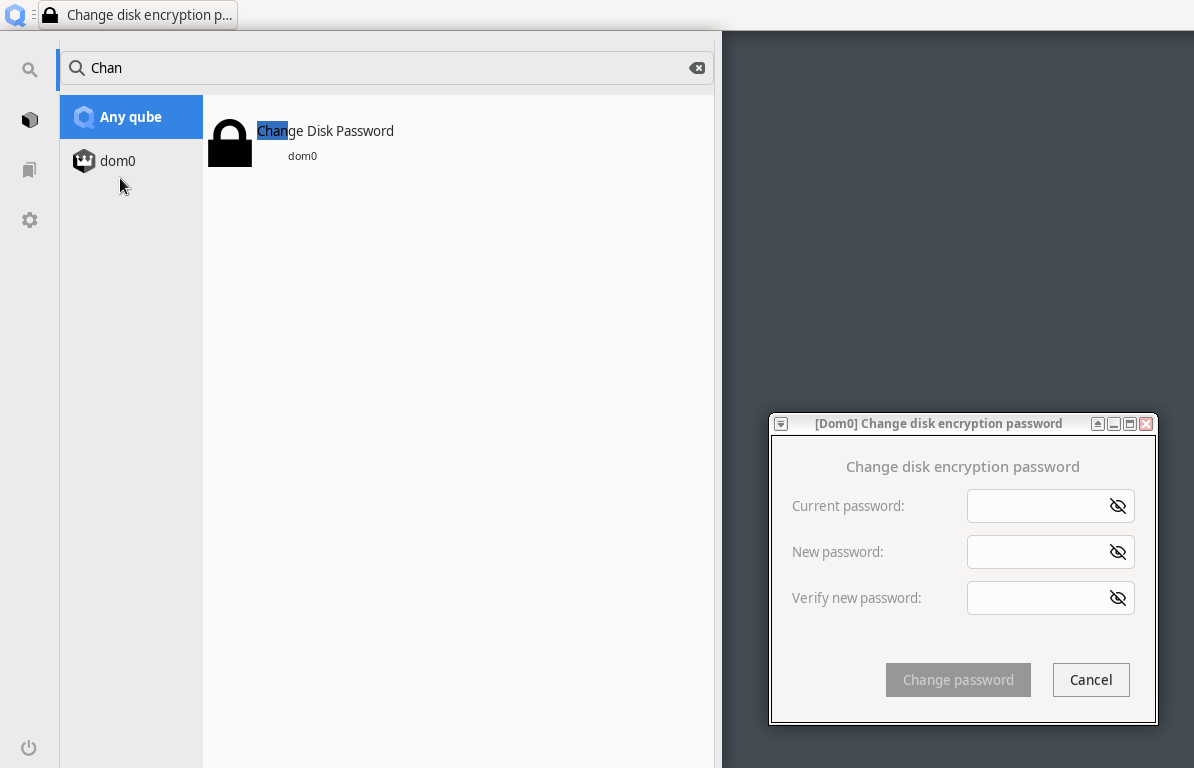 Change disk encryption p...
Chan
Any qube
dom0
Change Disk Password
dom0
[Dom0] Change disk encryption password
Change disk encryption password
Current password:
New password:
Verify new password:
Change password
Cancel